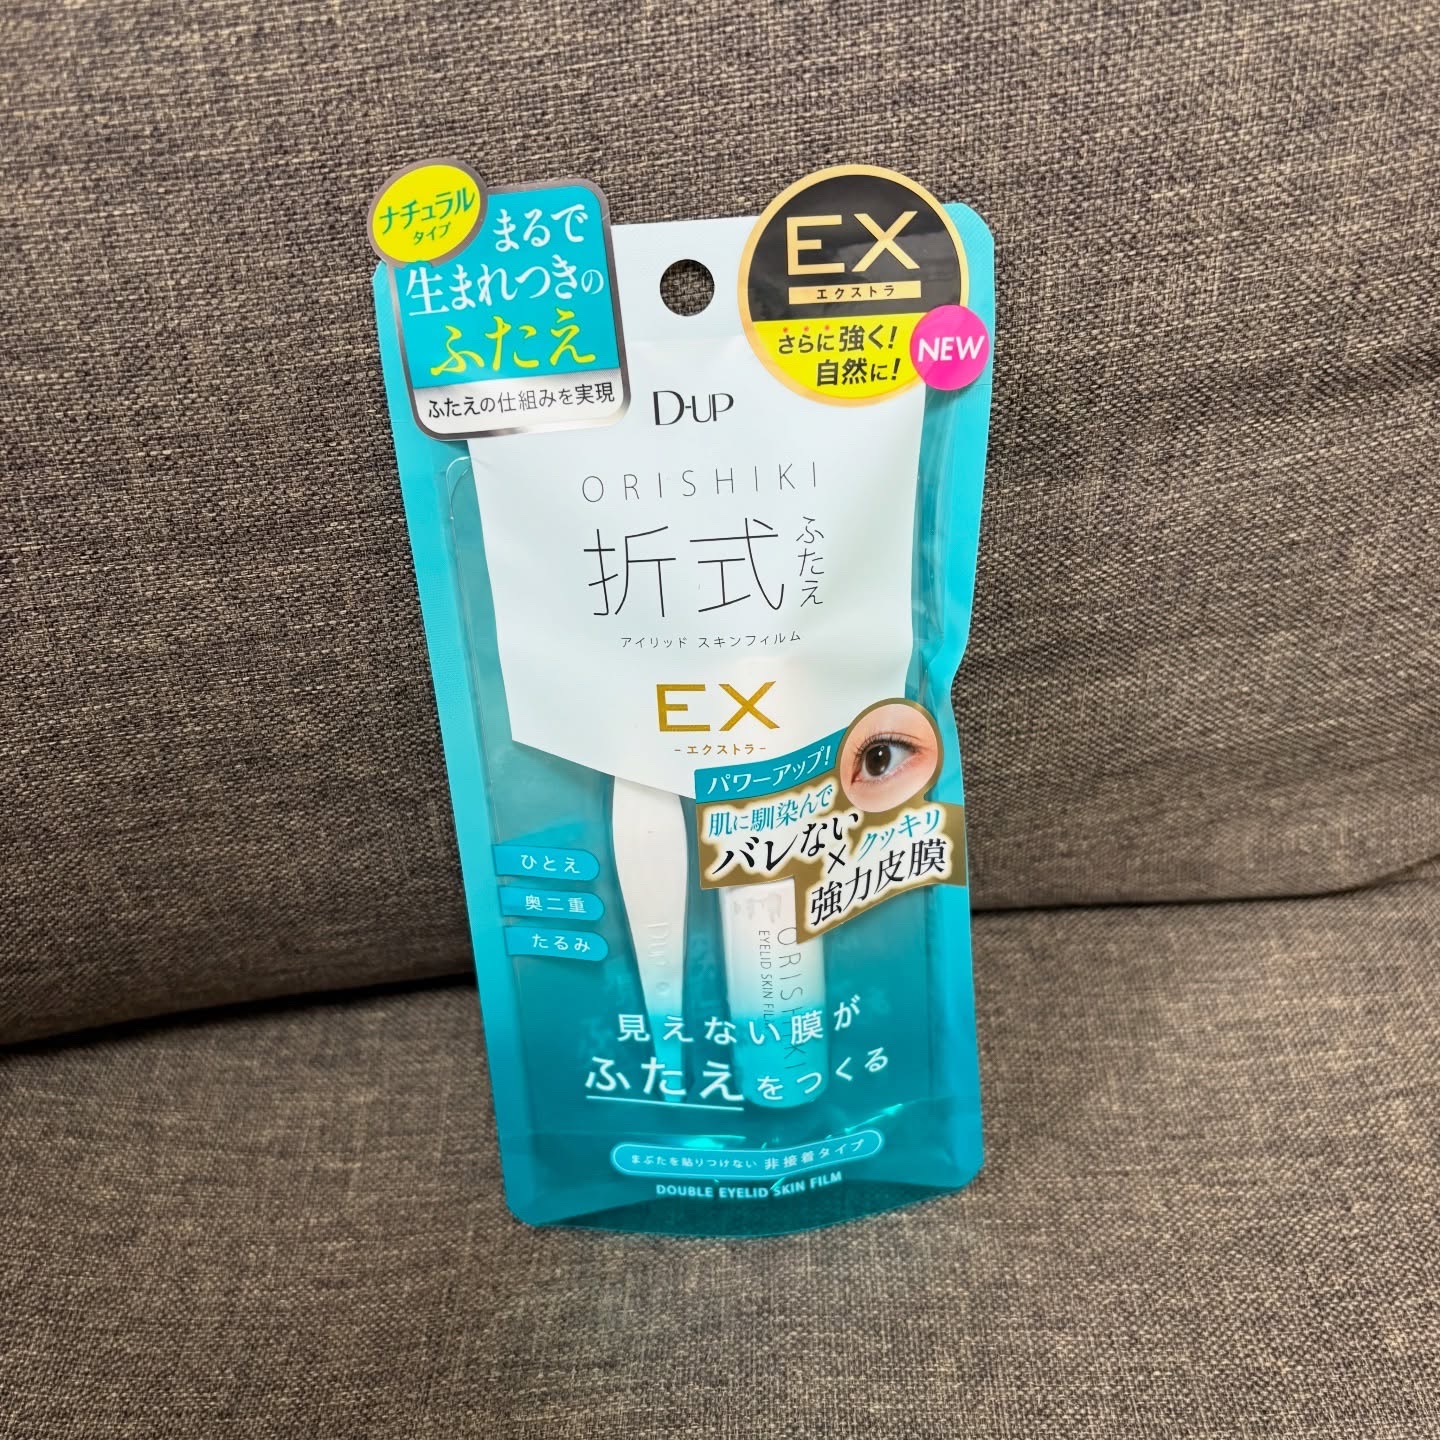 ナチュラル
タイプ
まるで
生まれつきの
ふたえ
ふたえの仕組みを実現
EX
エクストラ
さらに強く!
自然に!
NEW
D-UP
ORISHIKI
折式
ふたえ
アイリッド スキンフィルム
EX
-エクストラ-
パワーアップ!
肌に馴染んで
バレない
×
クッキリ
強力皮膜
ひとえ
奥二重
たるみ
D-UP
ORISHIKI
EYELID SKIN FIL
見えない膜が
ふたえをつくる
まぶたを貼りつけない 非接着タイプ
DOUBLE EYELID SKIN FILM